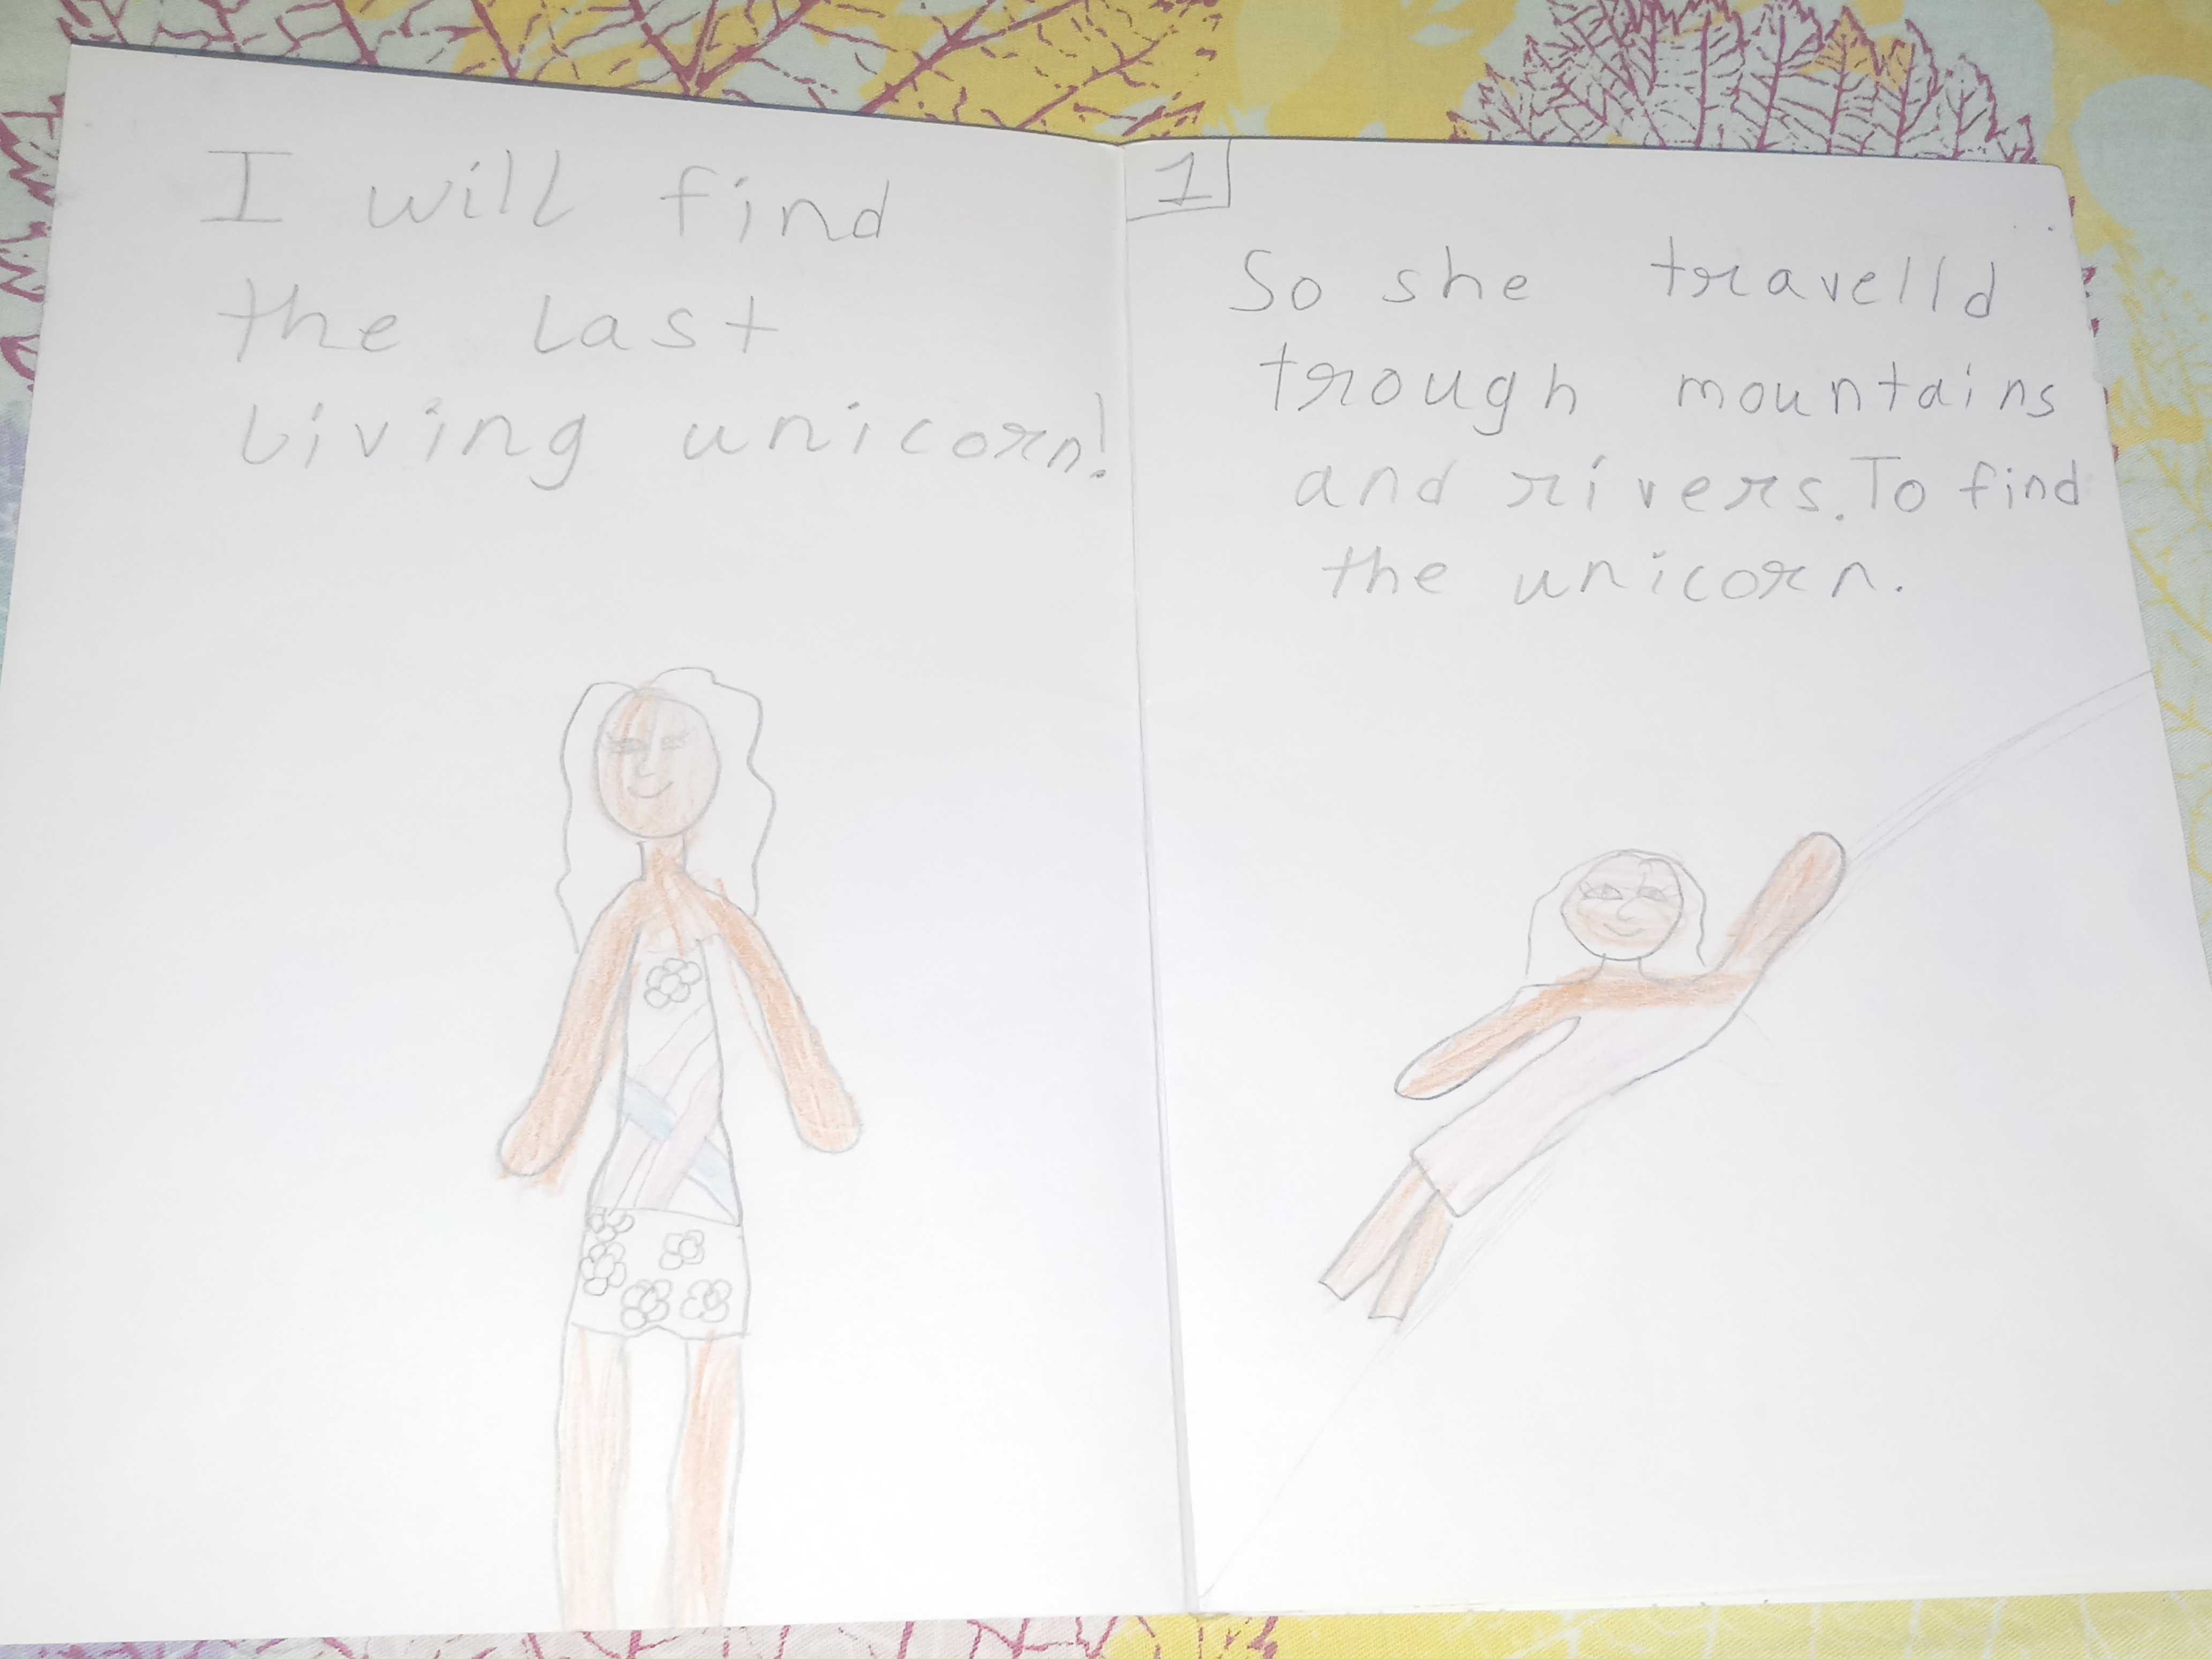 I will find
the last
living unicorn!
1
So she travelld
trough mountains
and rivers. To find
the unicorn.